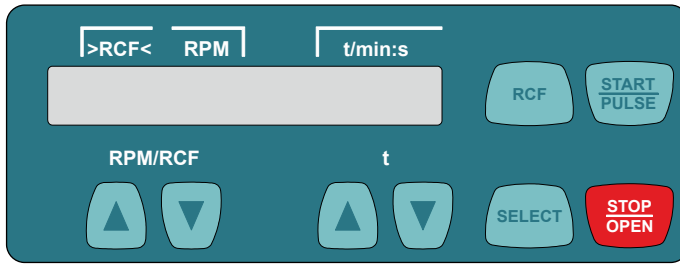 >RCF< RPM t/min:s
RCF
START
PULSE
RPM/RCF t
SELECT
STOP
OPEN